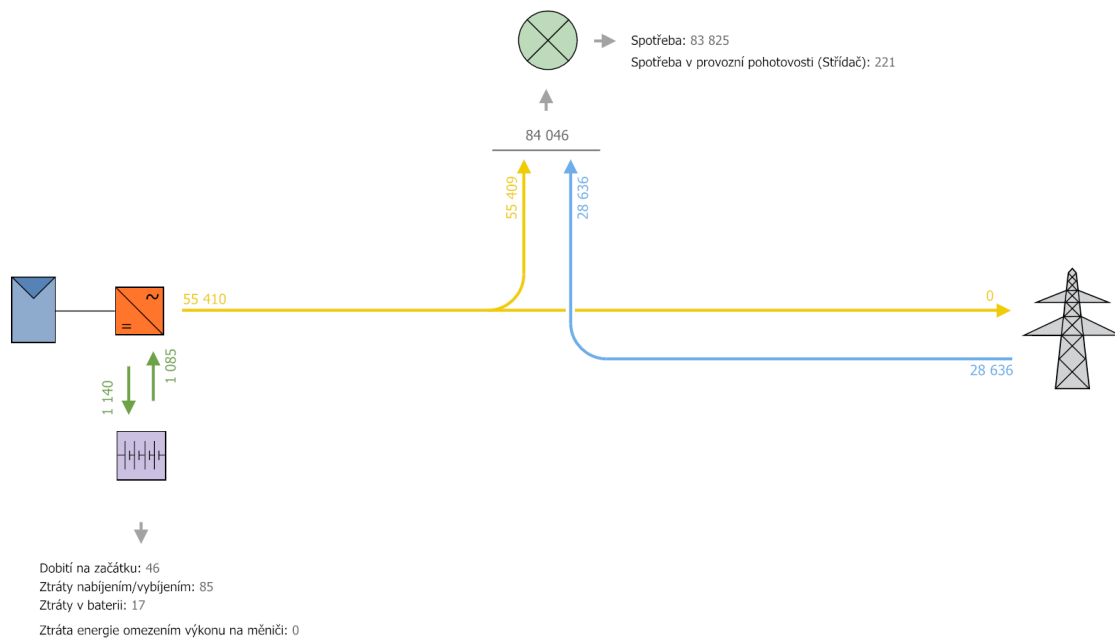 Spotřeba: 83 825
Spotřeba v provozní pohotovosti (Střídač): 221
84 046
55 409
28 636
55 410
0
28 636
1 140
1 085
Dobití na začátku: 46
Ztráty nabíjením/vybíjením: 85
Ztráty v baterii: 17
Ztráta energie omezením výkonu na měniči: 0